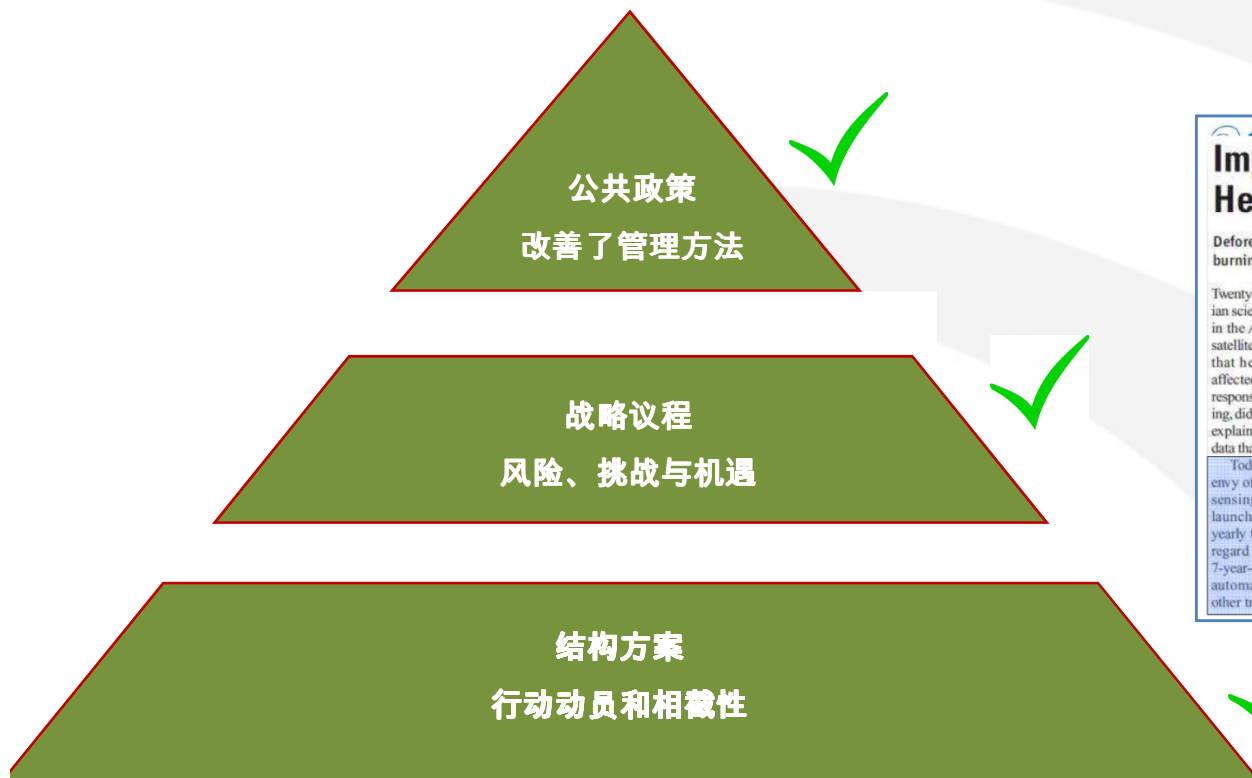 公共政策
改善了管理方法
战略议程
风险、挑战与机遇
结构方案
行动动员和相截性
Im
He
Defore
burnin
Twenty
ian scie
in the A
satellite
that he
affected
respons
ing, did
explain
data tha
Tod
envy of
sensing
launch
yearly t
regard
7-year-
automa
other tr